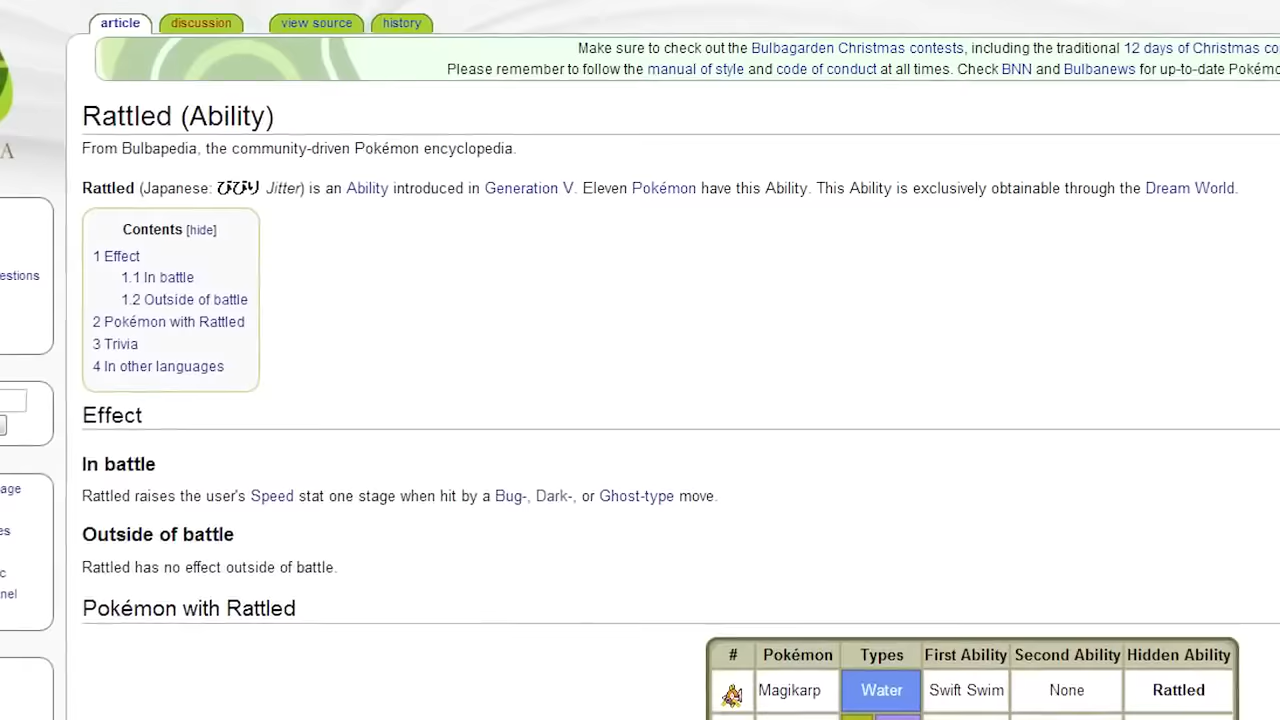 article discussion view source history
Make sure to check out the Bulbagarden Christmas contests, including the traditional 12 days of Christmas co
Please remember to follow the manual of style and code of conduct at all times. Check BNN and Bulbanews for up-to-date Pokémo
A
Rattled (Ability)
From Bulbapedia, the community-driven Pokémon encyclopedia.
Rattled (Japanese: びびり Jitter) is an Ability introduced in Generation V. Eleven Pokémon have this Ability. This Ability is exclusively obtainable through the Dream World.
Contents [hide]
1 Effect
1.1 In battle
1.2 Outside of battle
2 Pokémon with Rattled
3 Trivia
4 In other languages
estions
age
es
c
nel
Effect
In battle
Rattled raises the user's Speed stat one stage when hit by a Bug-, Dark-, or Ghost-type move.
Outside of battle
Rattled has no effect outside of battle.
Pokémon with Rattled
# Pokémon Types First Ability Second Ability Hidden Ability
Magikarp Water Swift Swim None Rattled